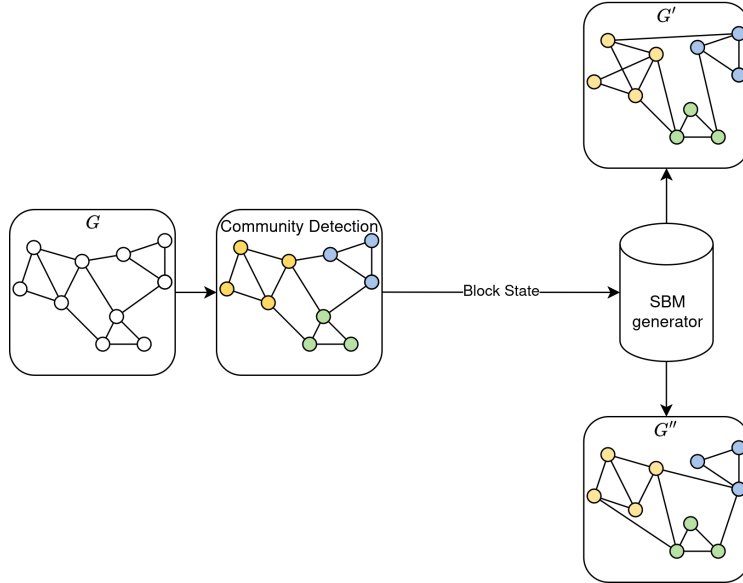 G′
G
Community Detection
Block State
SBM
generator
G″